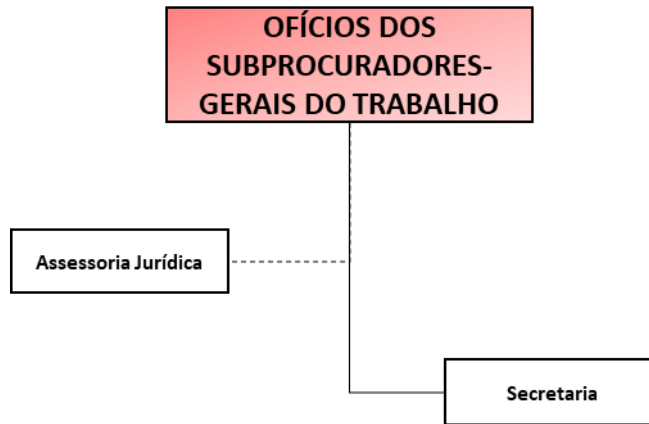 OFÍCIOS DOS
SUBPROCURADORES-
GERAIS DO TRABALHO
Assessoria Jurídica
Secretaria